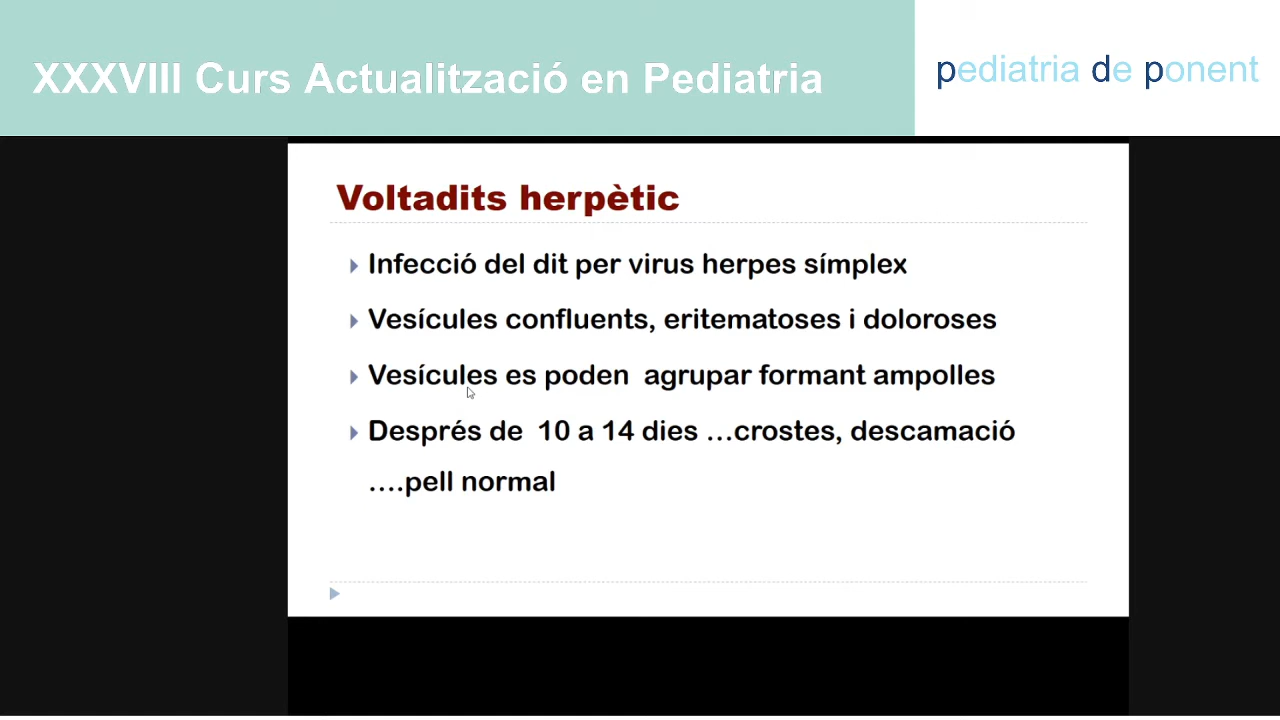 XXXVIII Curs Actualització en Pediatria
pediatria de ponent
Voltadits herpètic
Infecció del dit per virus herpes símplex
Vesícules confluents, eritematoses i doloroses
Vesícules es poden agrupar formant ampolles
Després de 10 a 14 dies ...crostes, descamació
....pell normal